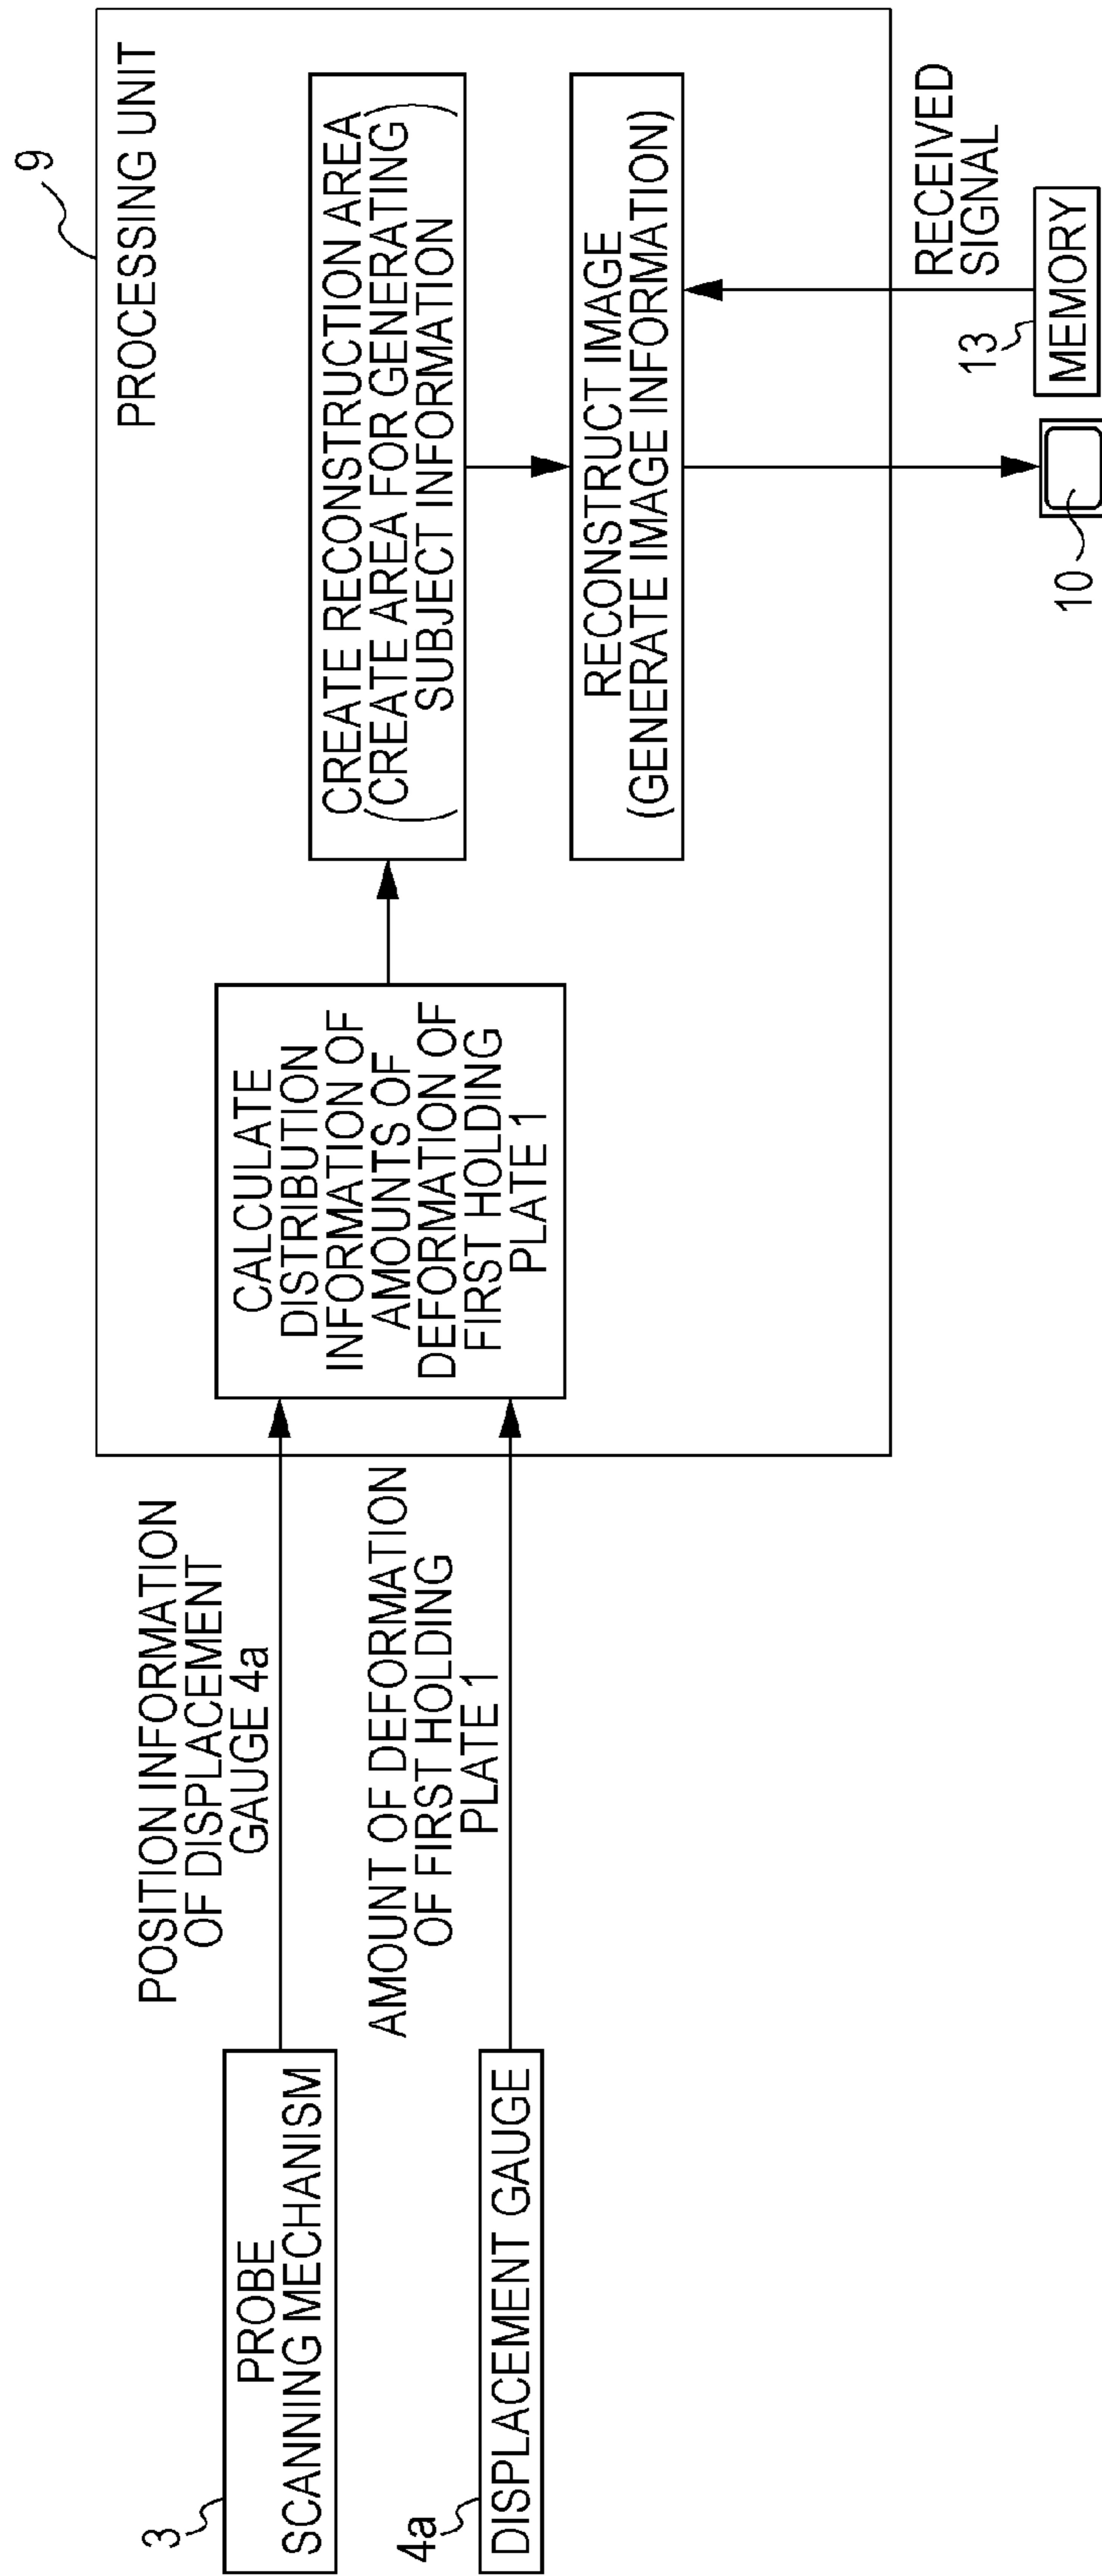 9
PROCESSING UNIT
3
PROBE
SCANNING MECHANISM
POSITION INFORMATION
OF DISPLACEMENT
GAUGE 4a
4a
DISPLACEMENT GAUGE
AMOUNT OF DEFORMATION
OF FIRST HOLDING
PLATE 1
CALCULATE
DISTRIBUTION
INFORMATION OF
AMOUNTS OF
DEFORMATION OF
FIRST HOLDING
PLATE 1
CREATE RECONSTRUCTION AREA
(CREATE AREA FOR GENERATING
SUBJECT INFORMATION)
RECONSTRUCT IMAGE
(GENERATE IMAGE INFORMATION)
RECEIVED
SIGNAL
10
13
MEMORY